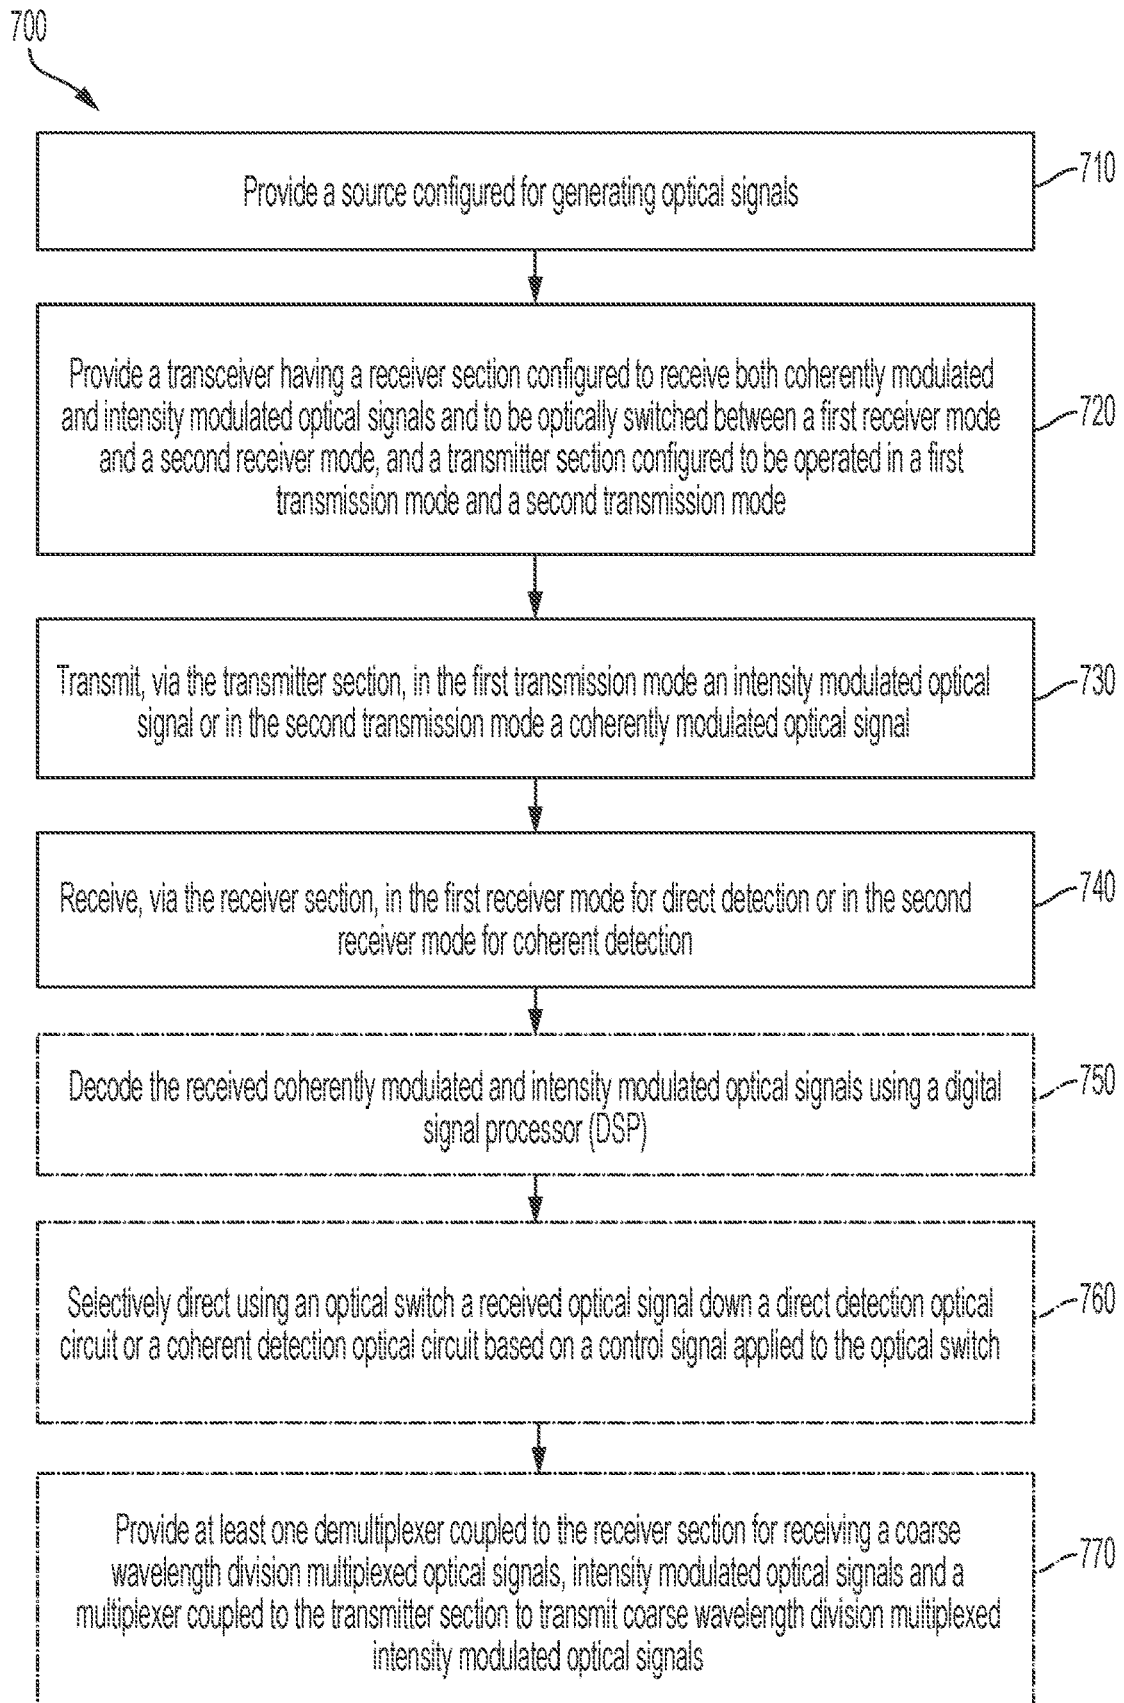 700
Provide a source configured for generating optical signals
710
Provide a transceiver having a receiver section configured to receive both coherently modulated
and intensity modulated optical signals and to be optically switched between a first receiver mode
and a second receiver mode, and a transmitter section configured to be operated in a first
transmission mode and a second transmission mode
720
Transmit, via the transmitter section, in the first transmission mode an intensity modulated optical
signal or in the second transmission mode a coherently modulated optical signal
730
Receive, via the receiver section, in the first receiver mode for direct detection or in the second
receiver mode for coherent detection
740
Decode the received coherently modulated and intensity modulated optical signals using a digital
signal processor (DSP)
750
Selectively direct using an optical switch a received optical signal down a direct detection optical
circuit or a coherent detection optical circuit based on a control signal applied to the optical switch
760
Provide at least one demultiplexer coupled to the receiver section for receiving a coarse
wavelength division multiplexed optical signals, intensity modulated optical signals and a
multiplexer coupled to the transmitter section to transmit coarse wavelength division multiplexed
intensity modulated optical signals
770